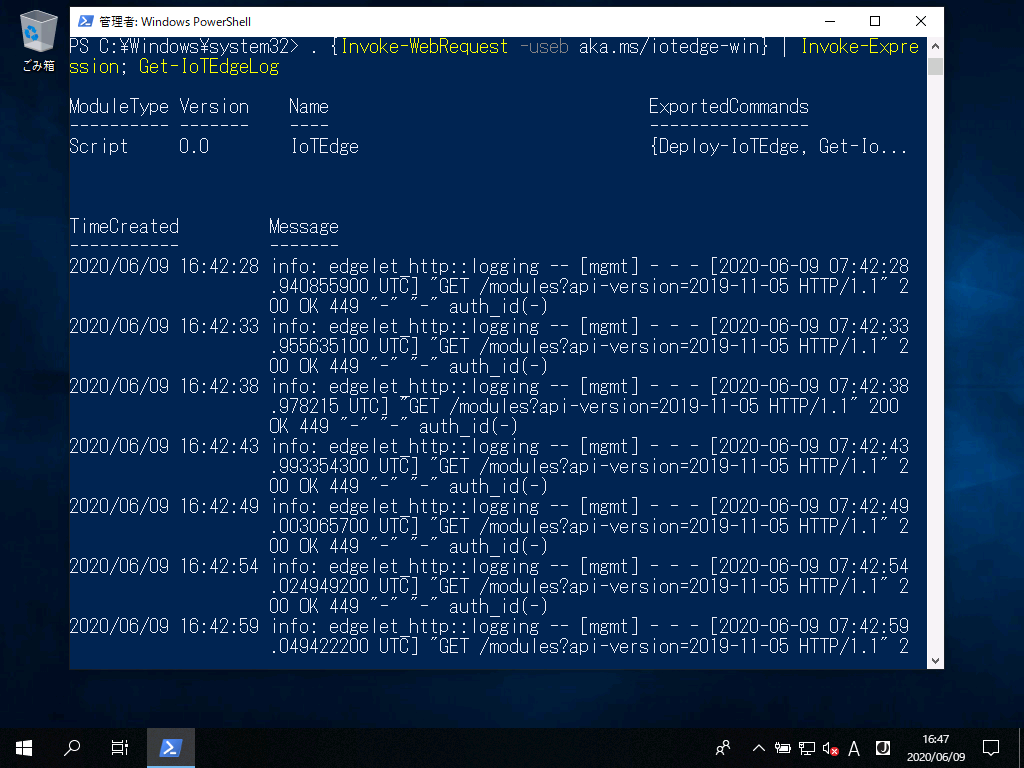 管理者: Windows PowerShell
ごみ箱
PS C:¥Windows¥system32> . {Invoke-WebRequest -useb aka.ms/iotedge-win} | Invoke-Expre
ssion; Get-IoTEdgeLog
ModuleType Version    Name                                ExportedCommands
---------- -------    ----                                ----------------
Script     0.0        IoTEdge                             {Deploy-IoTEdge, Get-Io...
TimeCreated         Message
-----------         -------
2020/06/09 16:42:28 info: edgelet_http::logging -- [mgmt] - - - [2020-06-09 07:42:28
.940855900 UTC] "GET /modules?api-version=2019-11-05 HTTP/1.1" 2
00 OK 449 "-" "-" auth_id(-)
2020/06/09 16:42:33 info: edgelet_http::logging -- [mgmt] - - - [2020-06-09 07:42:33
.955635100 UTC] "GET /modules?api-version=2019-11-05 HTTP/1.1" 2
00 OK 449 "-" "-" auth_id(-)
2020/06/09 16:42:38 info: edgelet_http::logging -- [mgmt] - - - [2020-06-09 07:42:38
.978215 UTC] "GET /modules?api-version=2019-11-05 HTTP/1.1" 200
OK 449 "-" "-" auth_id(-)
2020/06/09 16:42:43 info: edgelet_http::logging -- [mgmt] - - - [2020-06-09 07:42:43
.993354300 UTC] "GET /modules?api-version=2019-11-05 HTTP/1.1" 2
00 OK 449 "-" "-" auth_id(-)
2020/06/09 16:42:49 info: edgelet_http::logging -- [mgmt] - - - [2020-06-09 07:42:49
.003065700 UTC] "GET /modules?api-version=2019-11-05 HTTP/1.1" 2
00 OK 449 "-" "-" auth_id(-)
2020/06/09 16:42:54 info: edgelet_http::logging -- [mgmt] - - - [2020-06-09 07:42:54
.024949200 UTC] "GET /modules?api-version=2019-11-05 HTTP/1.1" 2
00 OK 449 "-" "-" auth_id(-)
2020/06/09 16:42:59 info: edgelet_http::logging -- [mgmt] - - - [2020-06-09 07:42:59
.049422200 UTC] "GET /modules?api-version=2019-11-05 HTTP/1.1" 2
A
16:47
2020/06/09